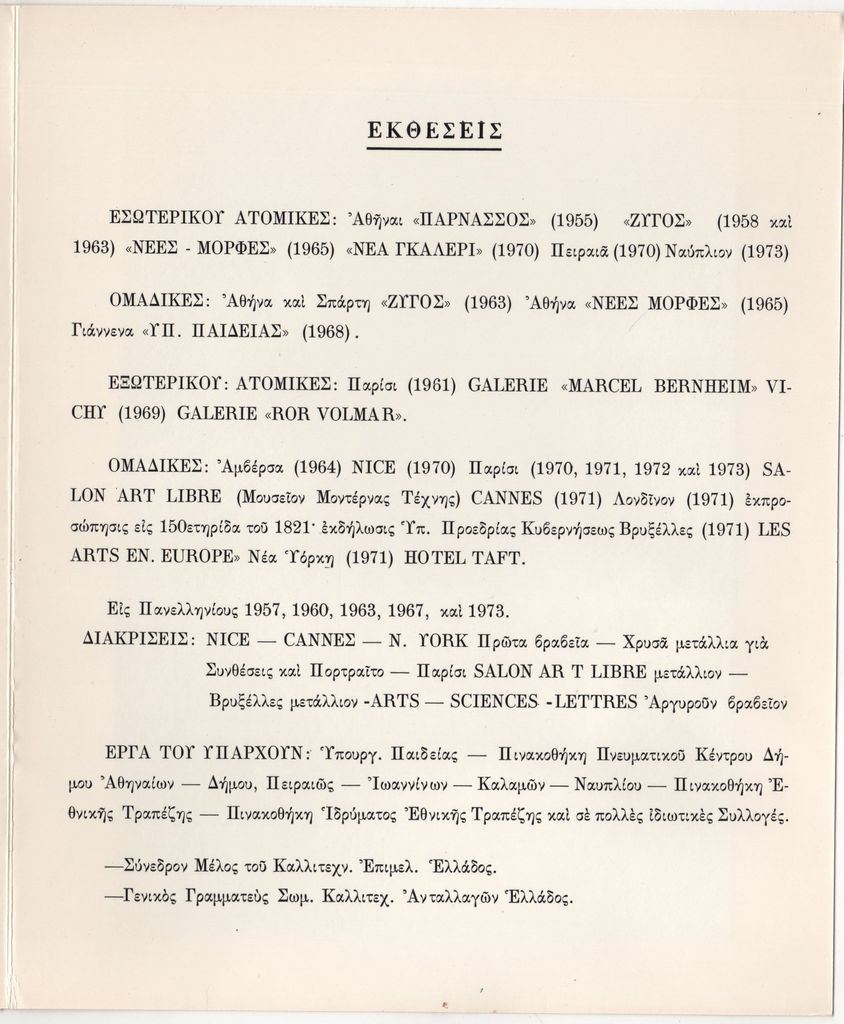 ΕΚΘΕΣΕΙΣ
ΕΣΩΤΕΡΙΚΟΥ ΑΤΟΜΙΚΕΣ: Ἀθῆναι «ΠΑΡΝΑΣΣΟΣ» (1955) «ΖΥΓΟΣ» (1958 καὶ
1963) «ΝΕΕΣ - ΜΟΡΦΕΣ» (1965) «ΝΕΑ ΓΚΑΛΕΡΙ» (1970) Πειραιᾶ (1970) Ναύπλιον (1973)
ΟΜΑΔΙΚΕΣ: Ἀθήνα καὶ Σπάρτη «ΖΥΓΟΣ» (1963) Ἀθήνα «ΝΕΕΣ ΜΟΡΦΕΣ» (1965)
Γιάννενα «ΥΠ. ΠΑΙΔΕΙΑΣ» (1968).
ΕΞΩΤΕΡΙΚΟΥ: ΑΤΟΜΙΚΕΣ: Παρίσι (1961) GALERIE «MARCEL BERNHEIM» VI-
CHY (1969) GALERIE «ROR VOLMAR».
ΟΜΑΔΙΚΕΣ: Ἀμβέρσα (1964) NICE (1970) Παρίσι (1970, 1971, 1972 καὶ 1973) SA-
LON ART LIBRE (Μουσεῖον Μοντέρνας Τέχνης) CANNES (1971) Λονδῖνον (1971) ἐκπρο-
σώπησις εἰς 150ετηρίδα τοῦ 1821· ἐκδήλωσις Ὑπ. Προεδρίας Κυβερνήσεως Βρυξέλλες (1971) LES
ARTS EN. EUROPE» Νέα Ὑόρκη (1971) HOTEL TAFT.
Εἰς Πανελληνίους 1957, 1960, 1963, 1967, καὶ 1973.
ΔΙΑΚΡΙΣΕΙΣ: NICE — CANNEΣ — N. YORK Πρῶτα βραβεῖα — Χρυσᾶ μετάλλια γιὰ
Συνθέσεις καὶ Πορτραῖτο — Παρίσι SALON AR T LIBRE μετάλλιον —
Βρυξέλλες μετάλλιον -ARTS — SCIENCES -LETTRES Ἀργυροῦν βραβεῖον
ΕΡΓΑ ΤΟΥ ΥΠΑΡΧΟΥΝ: Ὑπουργ. Παιδείας — Πινακοθήκη Πνευματικοῦ Κέντρου Δή-
μου Ἀθηναίων — Δήμου, Πειραιῶς — Ἰωαννίνων — Καλαμῶν — Ναυπλίου — Πινακοθήκη Ἐ-
θνικῆς Τραπέζης — Πινακοθήκη Ἱδρύματος Ἐθνικῆς Τραπέζης καὶ σὲ πολλὲς ἰδιωτικὲς Συλλογές.
—Σύνεδρον Μέλος τοῦ Καλλιτεχν. Ἐπιμελ. Ἑλλάδος.
—Γενικὸς Γραμματεὺς Σωμ. Καλλιτεχ. Ἀνταλλαγῶν Ἑλλάδος.